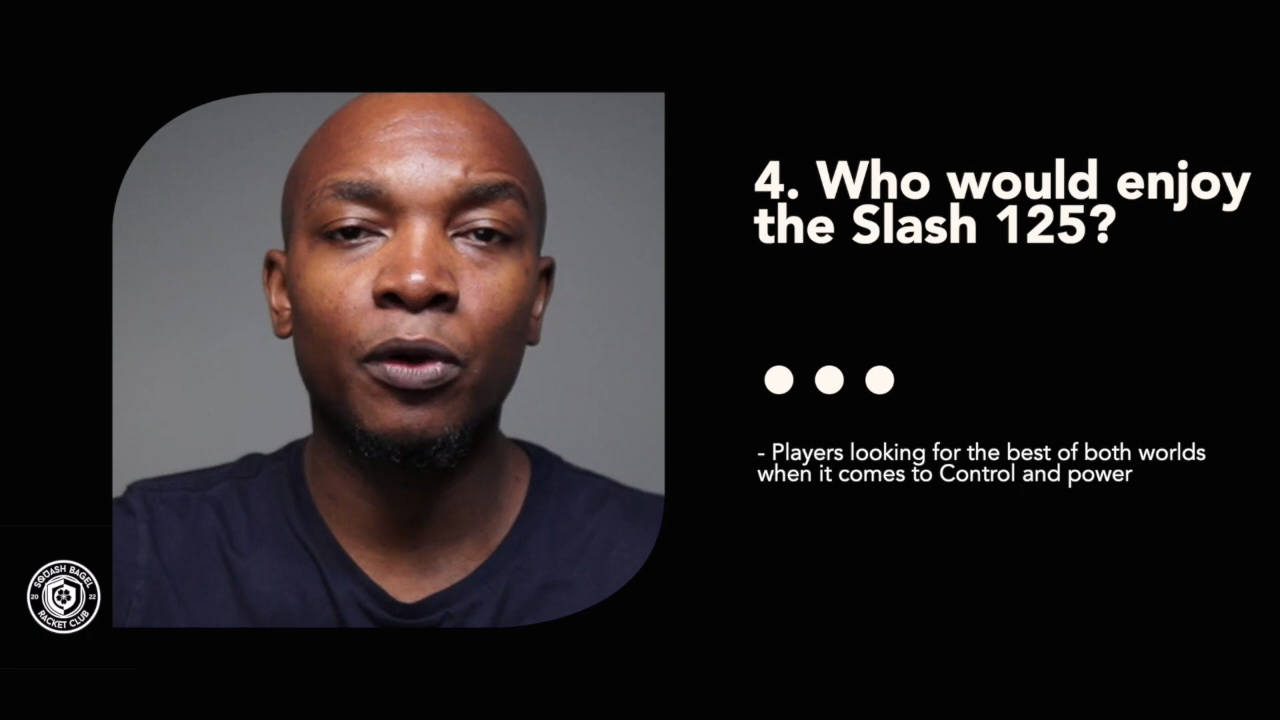 4. Who would enjoy
the Slash 125?
- Players looking for the best of both worlds
when it comes to Control and power
SQUASH BAGEL
20 22
RACKET CLUB